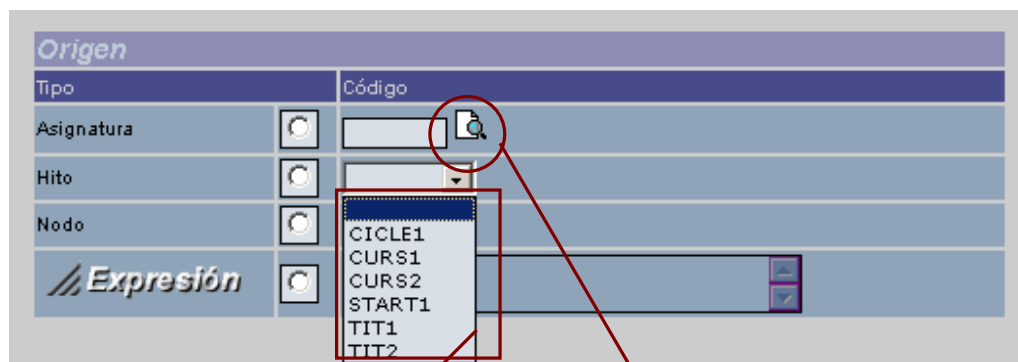 Origen
Tipo Código
Asignatura
Hito
Nodo
CICLE1
CURS1
CURS2
START1
TIT1
TIT2
Expresión